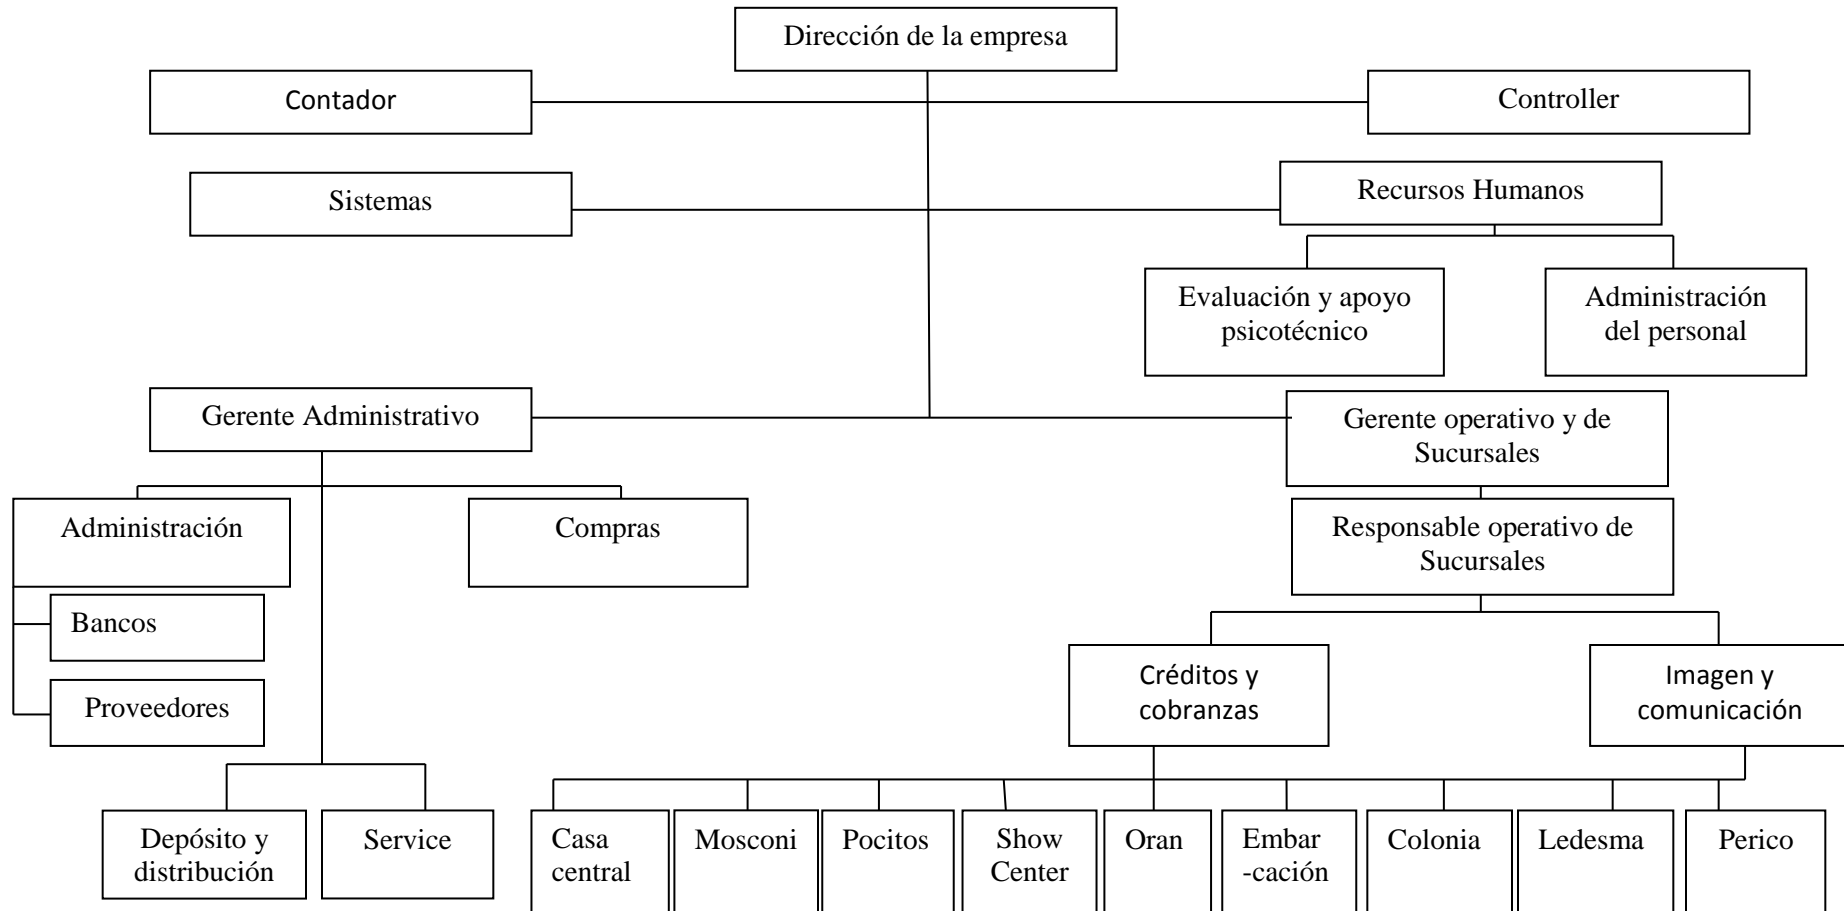 Dirección de la empresa
Contador
Controller
Sistemas
Recursos Humanos
Evaluación y apoyo
psicotécnico
Administración
del personal
Gerente Administrativo
Gerente operativo y de
Sucursales
Administración
Compras
Responsable operativo de
Sucursales
Bancos
Proveedores
Créditos y
cobranzas
Imagen y
comunicación
Depósito y
distribución
Service
Casa
central
Mosconi
Pocitos
Show
Center
Oran
Embar
-cación
Colonia
Ledesma
Perico